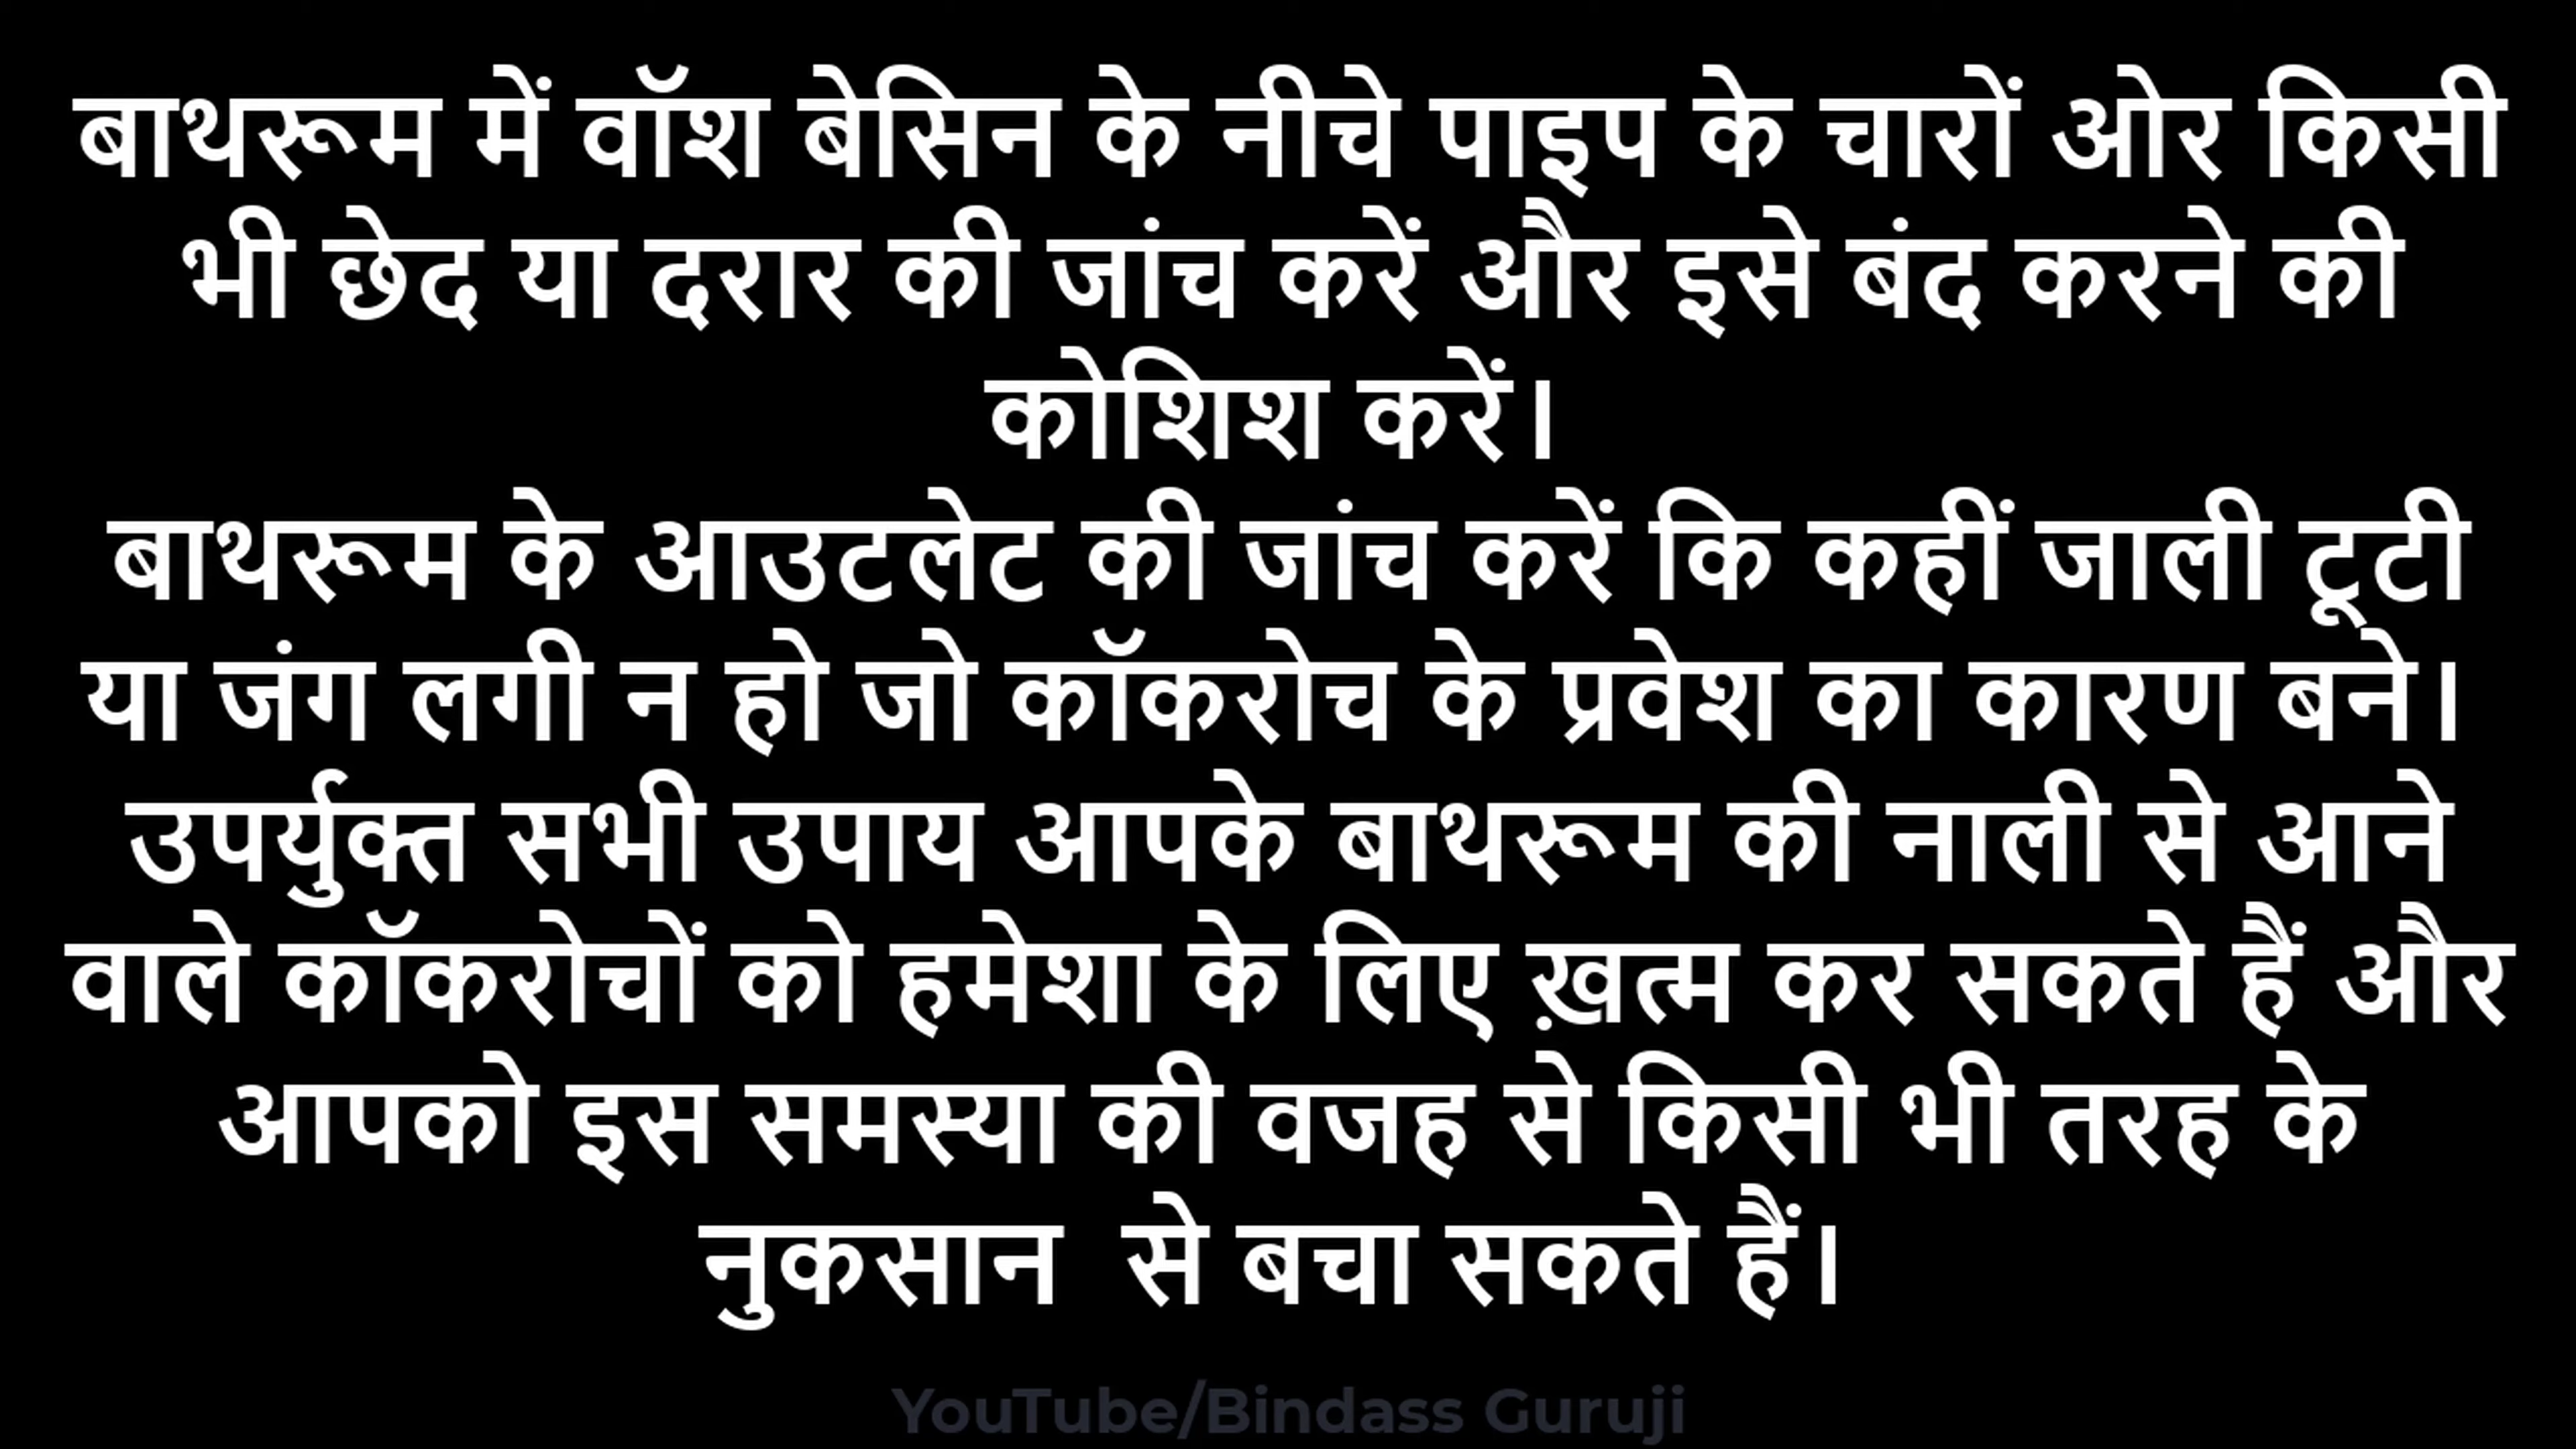 बाथरूम में वॉश बेसिन के नीचे पाइप के चारों ओर किसी
भी छेद या दरार की जांच करें और इसे बंद करने की
कोशिश करें।
बाथरूम के आउटलेट की जांच करें कि कहीं जाली टूटी
या जंग लगी न हो जो कॉकरोच के प्रवेश का कारण बने।
उपर्युक्त सभी उपाय आपके बाथरूम की नाली से आने
वाले कॉकरोचों को हमेशा के लिए ख़त्म कर सकते हैं और
आपको इस समस्या की वजह से किसी भी तरह के
नुकसान  से बचा सकते हैं।
YouTube/Bindass Guruji